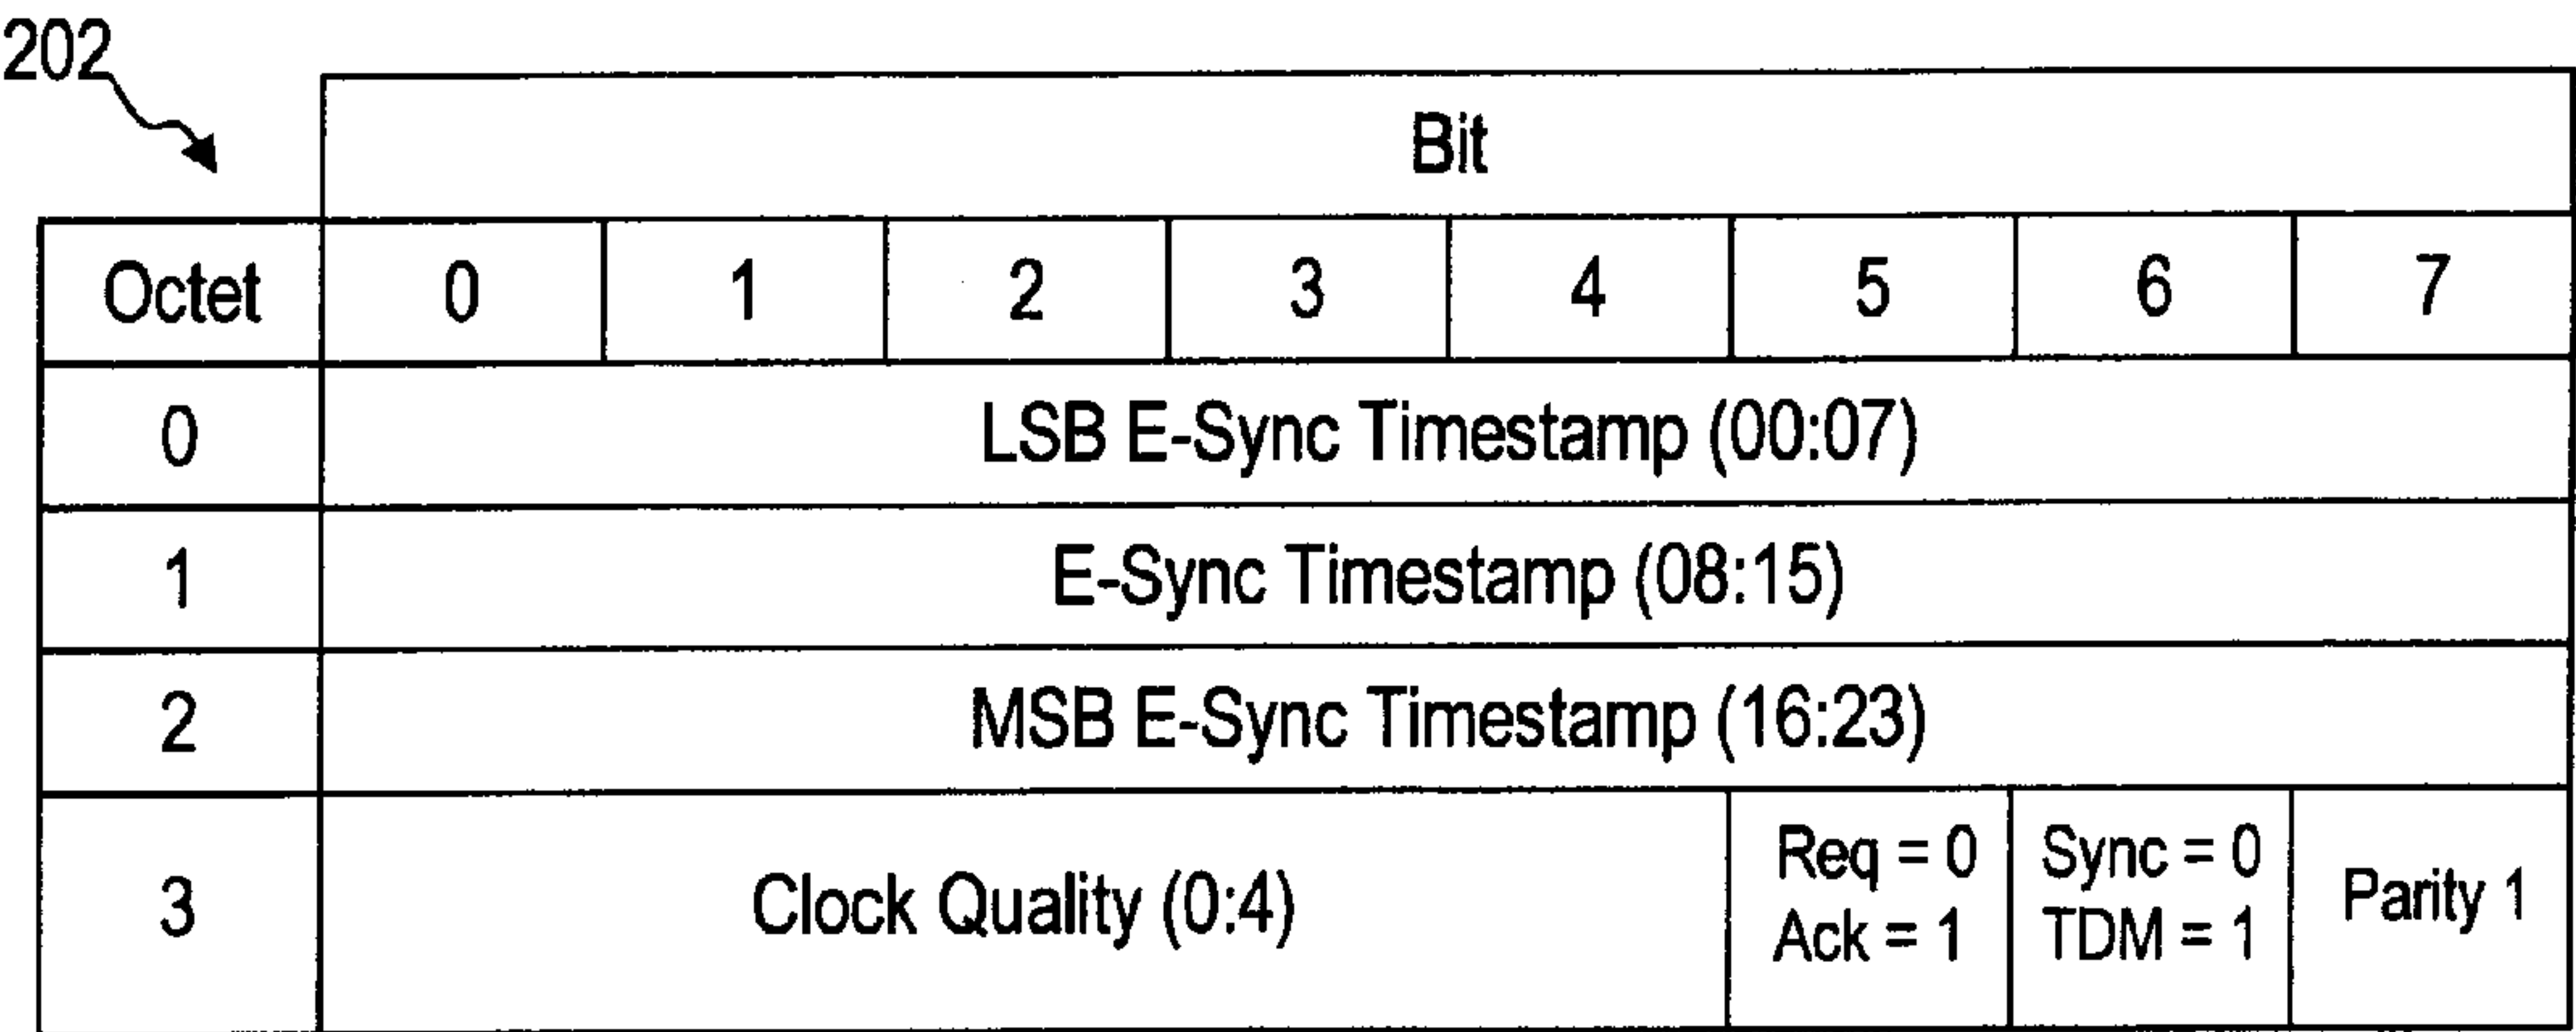 202
Bit
Octet 0 1 2 3 4 5 6 7
0 LSB E-Sync Timestamp (00:07)
1 E-Sync Timestamp (08:15)
2 MSB E-Sync Timestamp (16:23)
3 Clock Quality (0:4) Req = 0 Sync = 0 Parity 1
Ack = 1 TDM = 1